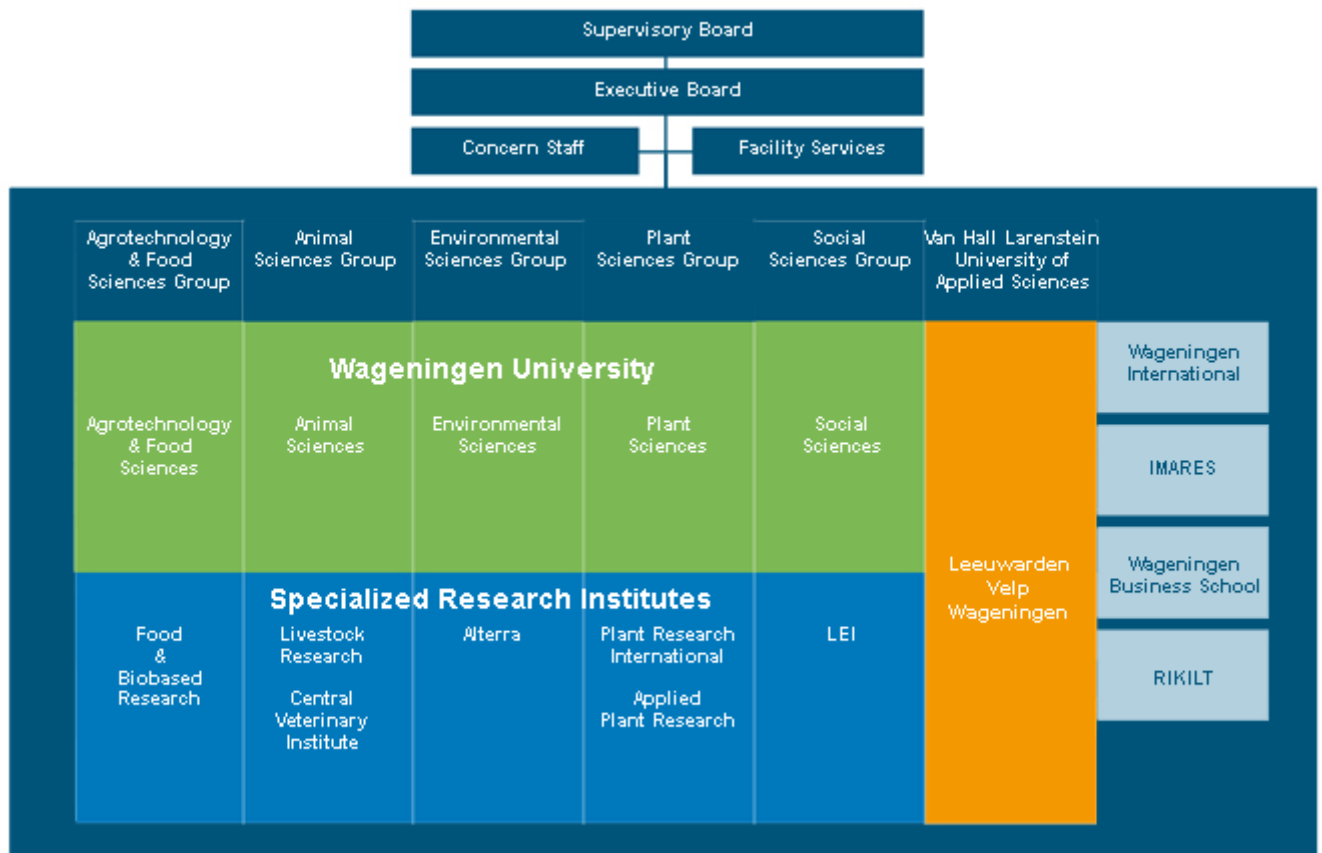 Supervisory Board
Executive Board
Concern Staff
Facility Services
Agrotechnology
& Food
Sciences Group
Animal
Sciences Group
Environmental
Sciences Group
Plant
Sciences Group
Social
Sciences Group
Van Hall Larenstein
University of
Applied Sciences
Wageningen University
Agrotechnology
& Food
Sciences
Animal
Sciences
Environmental
Sciences
Plant
Sciences
Social
Sciences
Specialized Research Institutes
Food
&
Biobased
Research
Livestock
Research
Central
Veterinary
Institute
Alterra
Plant Research
International
Applied
Plant Research
LEI
Leeuwarden
Velp
Wageningen
Wageningen
International
IMARES
Wageningen
Business School
RIKILT